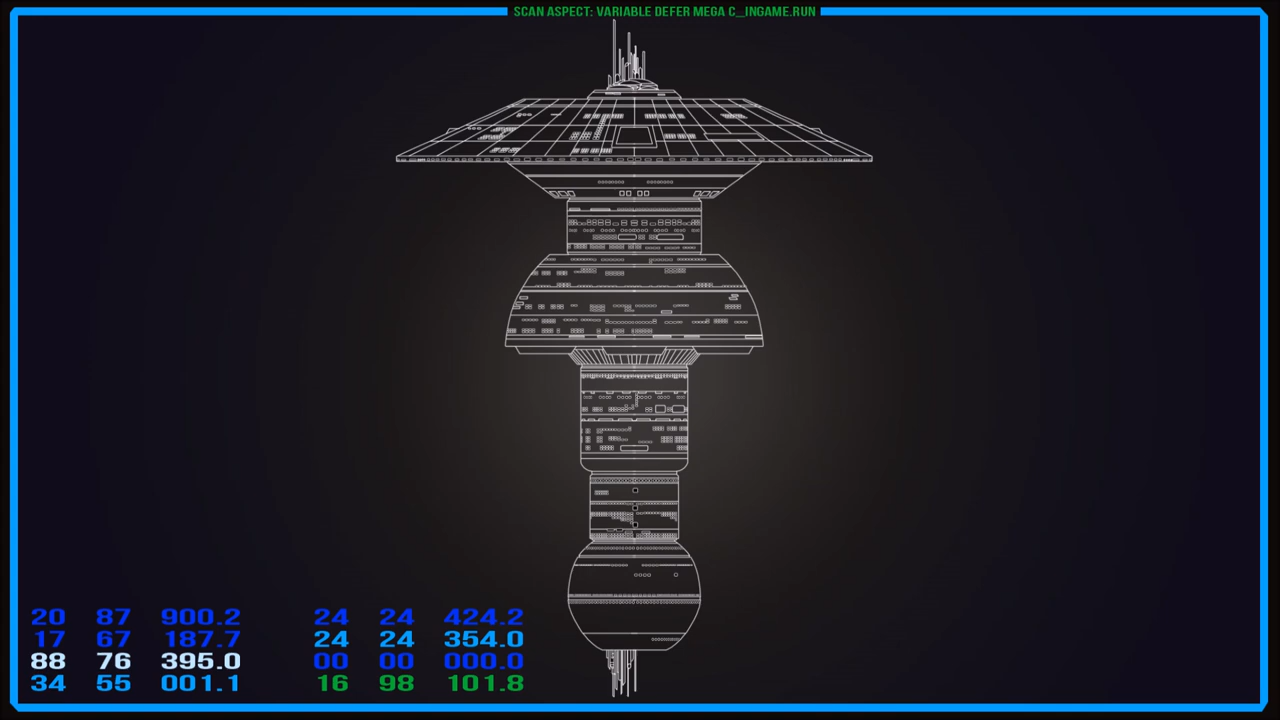 SCAN ASPECT: VARIABLE DEFER MEGA C_INGAME.RUN
20 87 900.2 24 24 424.2
17 67 187.7 24 24 354.0
88 76 395.0 00 00 000.0
34 55 001.1 16 98 101.8